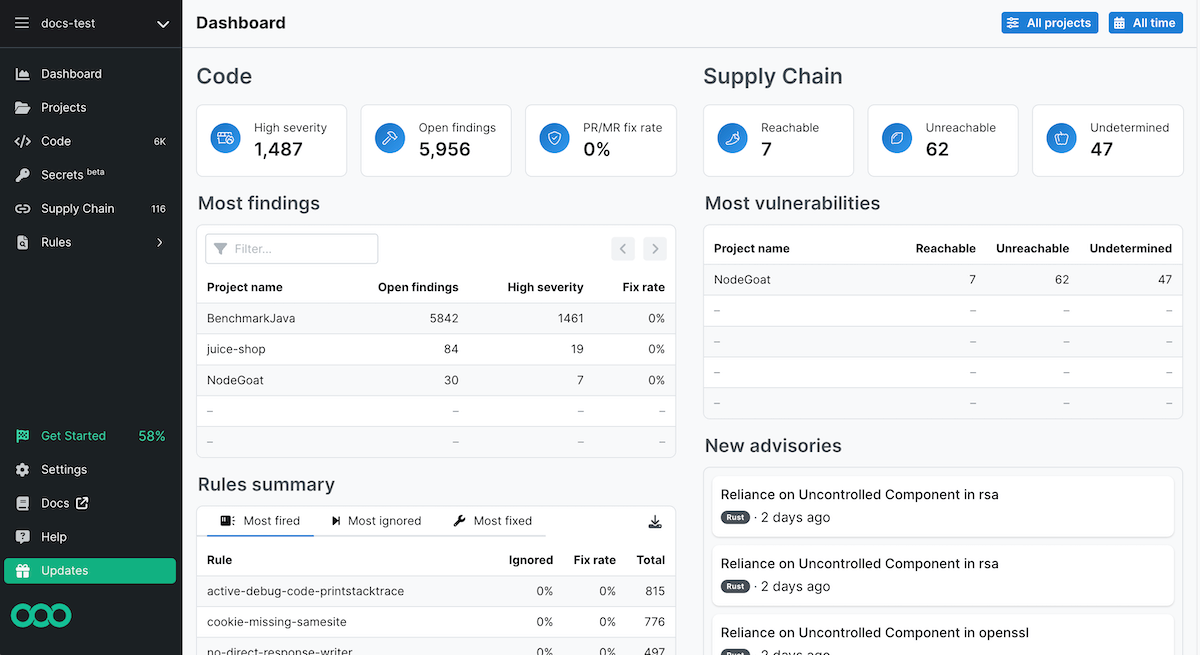 docs-test
Dashboard
Projects
Code 6K
Secrets beta
Supply Chain 116
Rules
Get Started 58%
Settings
Docs
Help
Updates
Dashboard
All projects
All time
Code
High severity
1,487
Open findings
5,956
PR/MR fix rate
0%
Most findings
Filter...
Project name Open findings High severity Fix rate
BenchmarkJava 5842 1461 0%
juice-shop 84 19 0%
NodeGoat 30 7 0%
– – – –
– – – –
Rules summary
Most fired Most ignored Most fixed
Rule Ignored Fix rate Total
active-debug-code-printstacktrace 0% 0% 815
cookie-missing-samesite 0% 0% 776
no-direct-response-writer 0% 0% 497
Supply Chain
Reachable
7
Unreachable
62
Undetermined
47
Most vulnerabilities
Project name Reachable Unreachable Undetermined
NodeGoat 7 62 47
– – – –
– – – –
– – – –
– – – –
New advisories
Reliance on Uncontrolled Component in rsa
Rust · 2 days ago
Reliance on Uncontrolled Component in rsa
Rust · 2 days ago
Reliance on Uncontrolled Component in openssl
Rust · 2 days ago